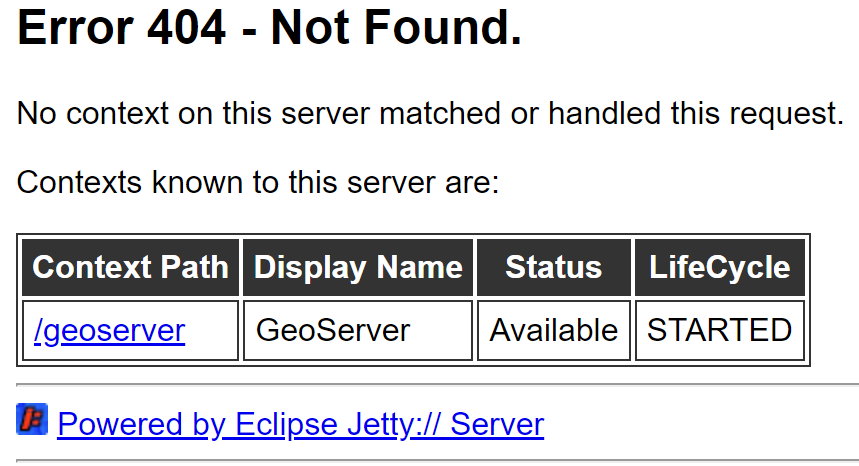 Error 404 - Not Found.
No context on this server matched or handled this request.
Contexts known to this server are:
Context Path Display Name Status LifeCycle
/geoserver GeoServer Available STARTED
Powered by Eclipse Jetty:// Server